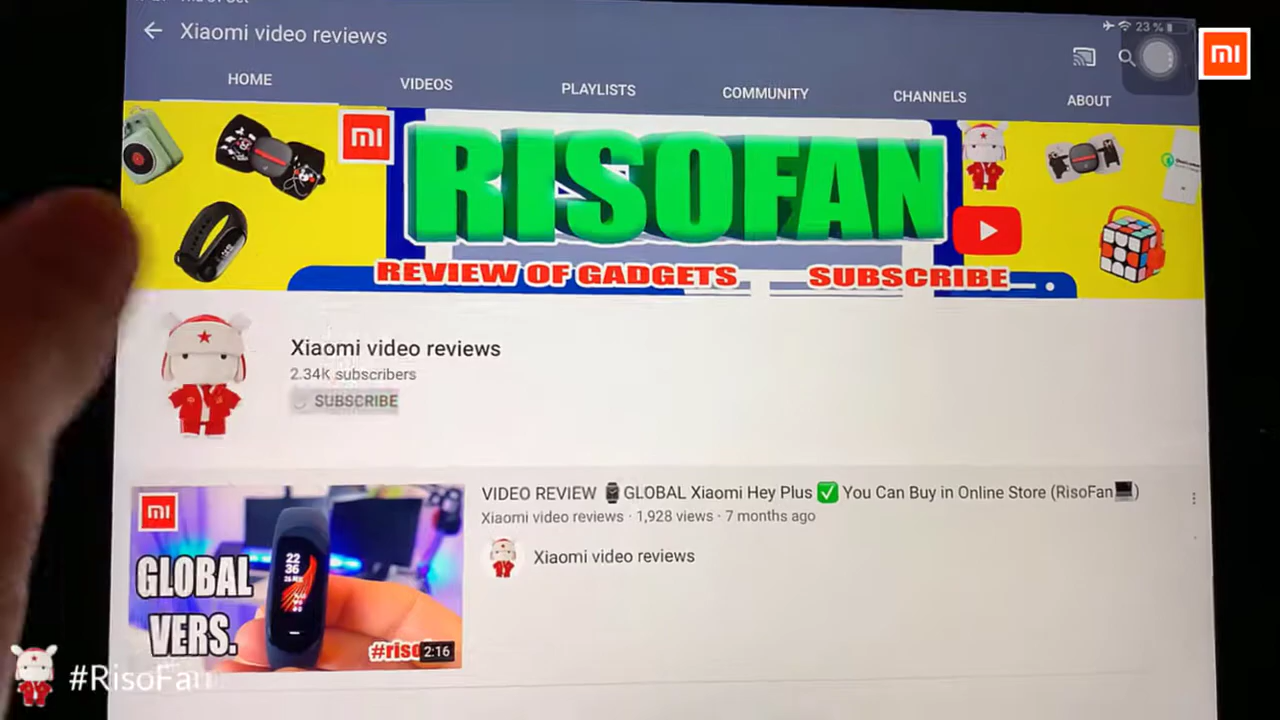 Xiaomi video reviews
23 %
HOME
VIDEOS
PLAYLISTS
COMMUNITY
CHANNELS
ABOUT
mi
mi
RISOFAN
REVIEW OF GADGETS SUBSCRIBE
Xiaomi video reviews
2.34k subscribers
SUBSCRIBE
mi
GLOBAL
VERS.
22
36
2:16
VIDEO REVIEW GLOBAL Xiaomi Hey Plus ✅ You Can Buy in Online Store (RisoFan💻)
Xiaomi video reviews · 1,928 views · 7 months ago
Xiaomi video reviews
#RisoFan